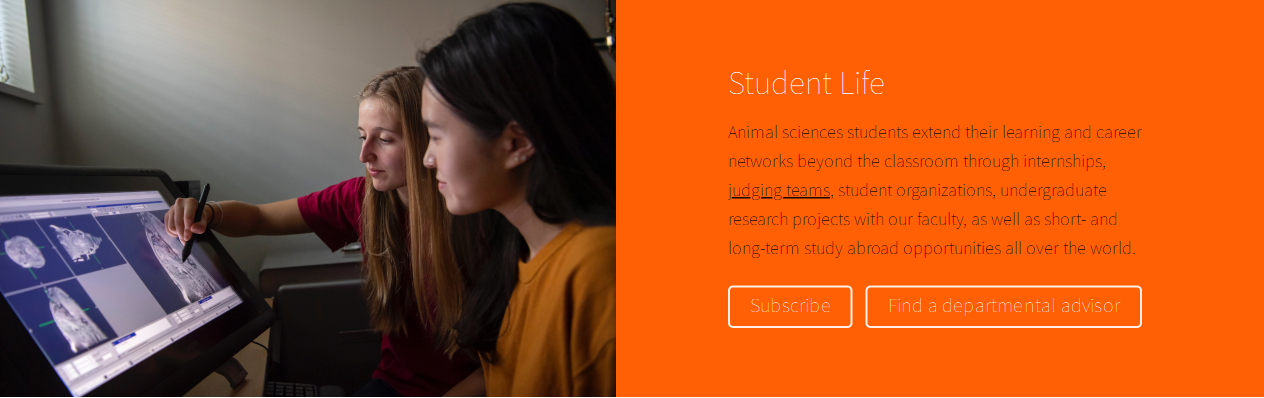 Student Life
Animal sciences students extend their learning and career
networks beyond the classroom through internships,
judging teams, student organizations, undergraduate
research projects with our faculty, as well as short- and
long-term study abroad opportunities all over the world.
Subscribe
Find a departmental advisor